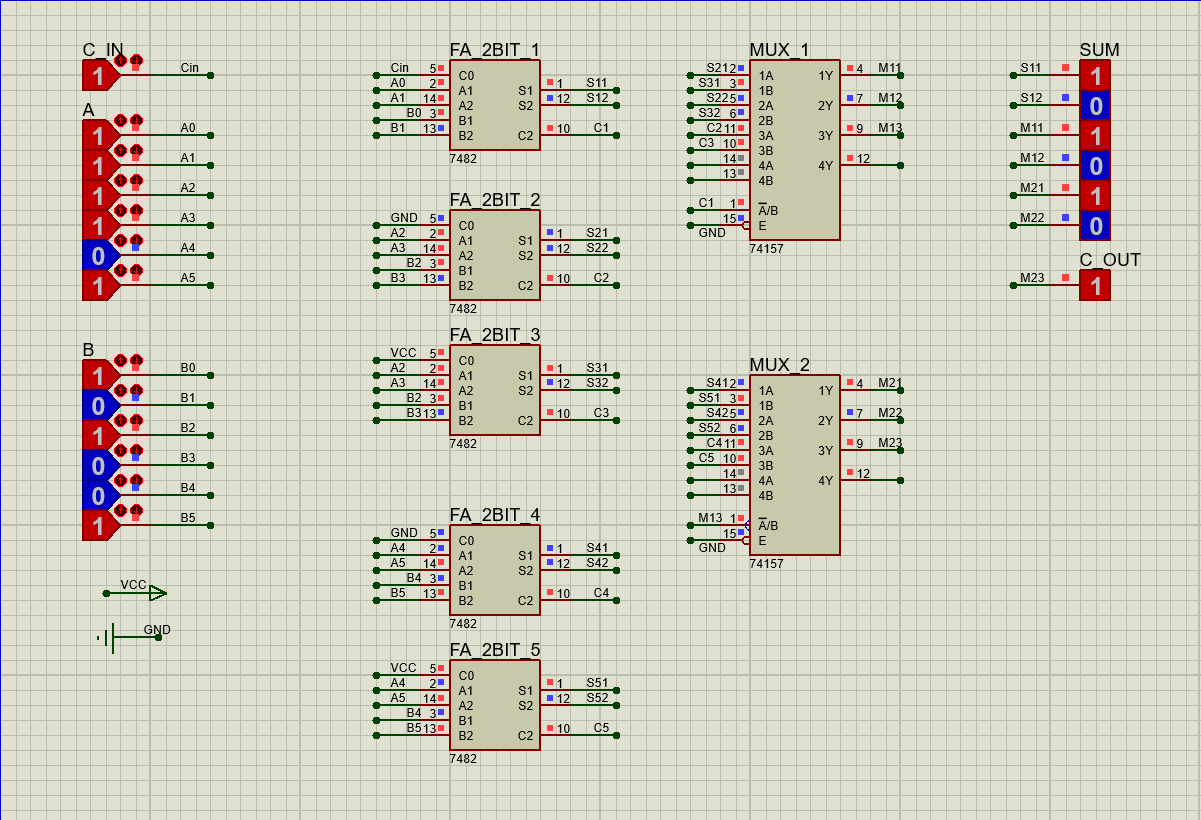 C_IN
1
Cin
A
1
A0
1
A1
1
A2
1
A3
0
A4
1
A5
B
1
B0
0
B1
1
B2
0
B3
0
B4
1
B5
VCC
GND
FA_2BIT_1
Cin 5 C0
A0 2 A1 S1 1 S11
A1 14 A2 S2 12 S12
B0 3 B1
B1 13 B2 C2 10 C1
7482
FA_2BIT_2
GND 5 C0
A2 2 A1 S1 1 S21
A3 14 A2 S2 12 S22
B2 3 B1
B3 13 B2 C2 10 C2
7482
FA_2BIT_3
VCC 5 C0
A2 2 A1 S1 1 S31
A3 14 A2 S2 12 S32
B2 3 B1
B3 13 B2 C2 10 C3
7482
FA_2BIT_4
GND 5 C0
A4 2 A1 S1 1 S41
A5 14 A2 S2 12 S42
B4 3 B1
B5 13 B2 C2 10 C4
7482
FA_2BIT_5
VCC 5 C0
A4 2 A1 S1 1 S51
A5 14 A2 S2 12 S52
B4 3 B1
B5 13 B2 C2 10 C5
7482
MUX_1
S21 2 1A 1Y 4 M11
S31 3 1B
S22 5 2A 2Y 7 M12
S32 6 2B
C2 11 3A 3Y 9 M13
C3 10 3B
14 4A 4Y 12
13 4B
C1 1 A/B
15 E
GND
74157
MUX_2
S41 2 1A 1Y 4 M21
S51 3 1B
S42 5 2A 2Y 7 M22
S52 6 2B
C4 11 3A 3Y 9 M23
C5 10 3B
14 4A 4Y 12
13 4B
M13 1 A/B
15 E
GND
74157
SUM
S11 1
S12 0
M11 1
M12 0
M21 1
M22 0
C_OUT
M23 1